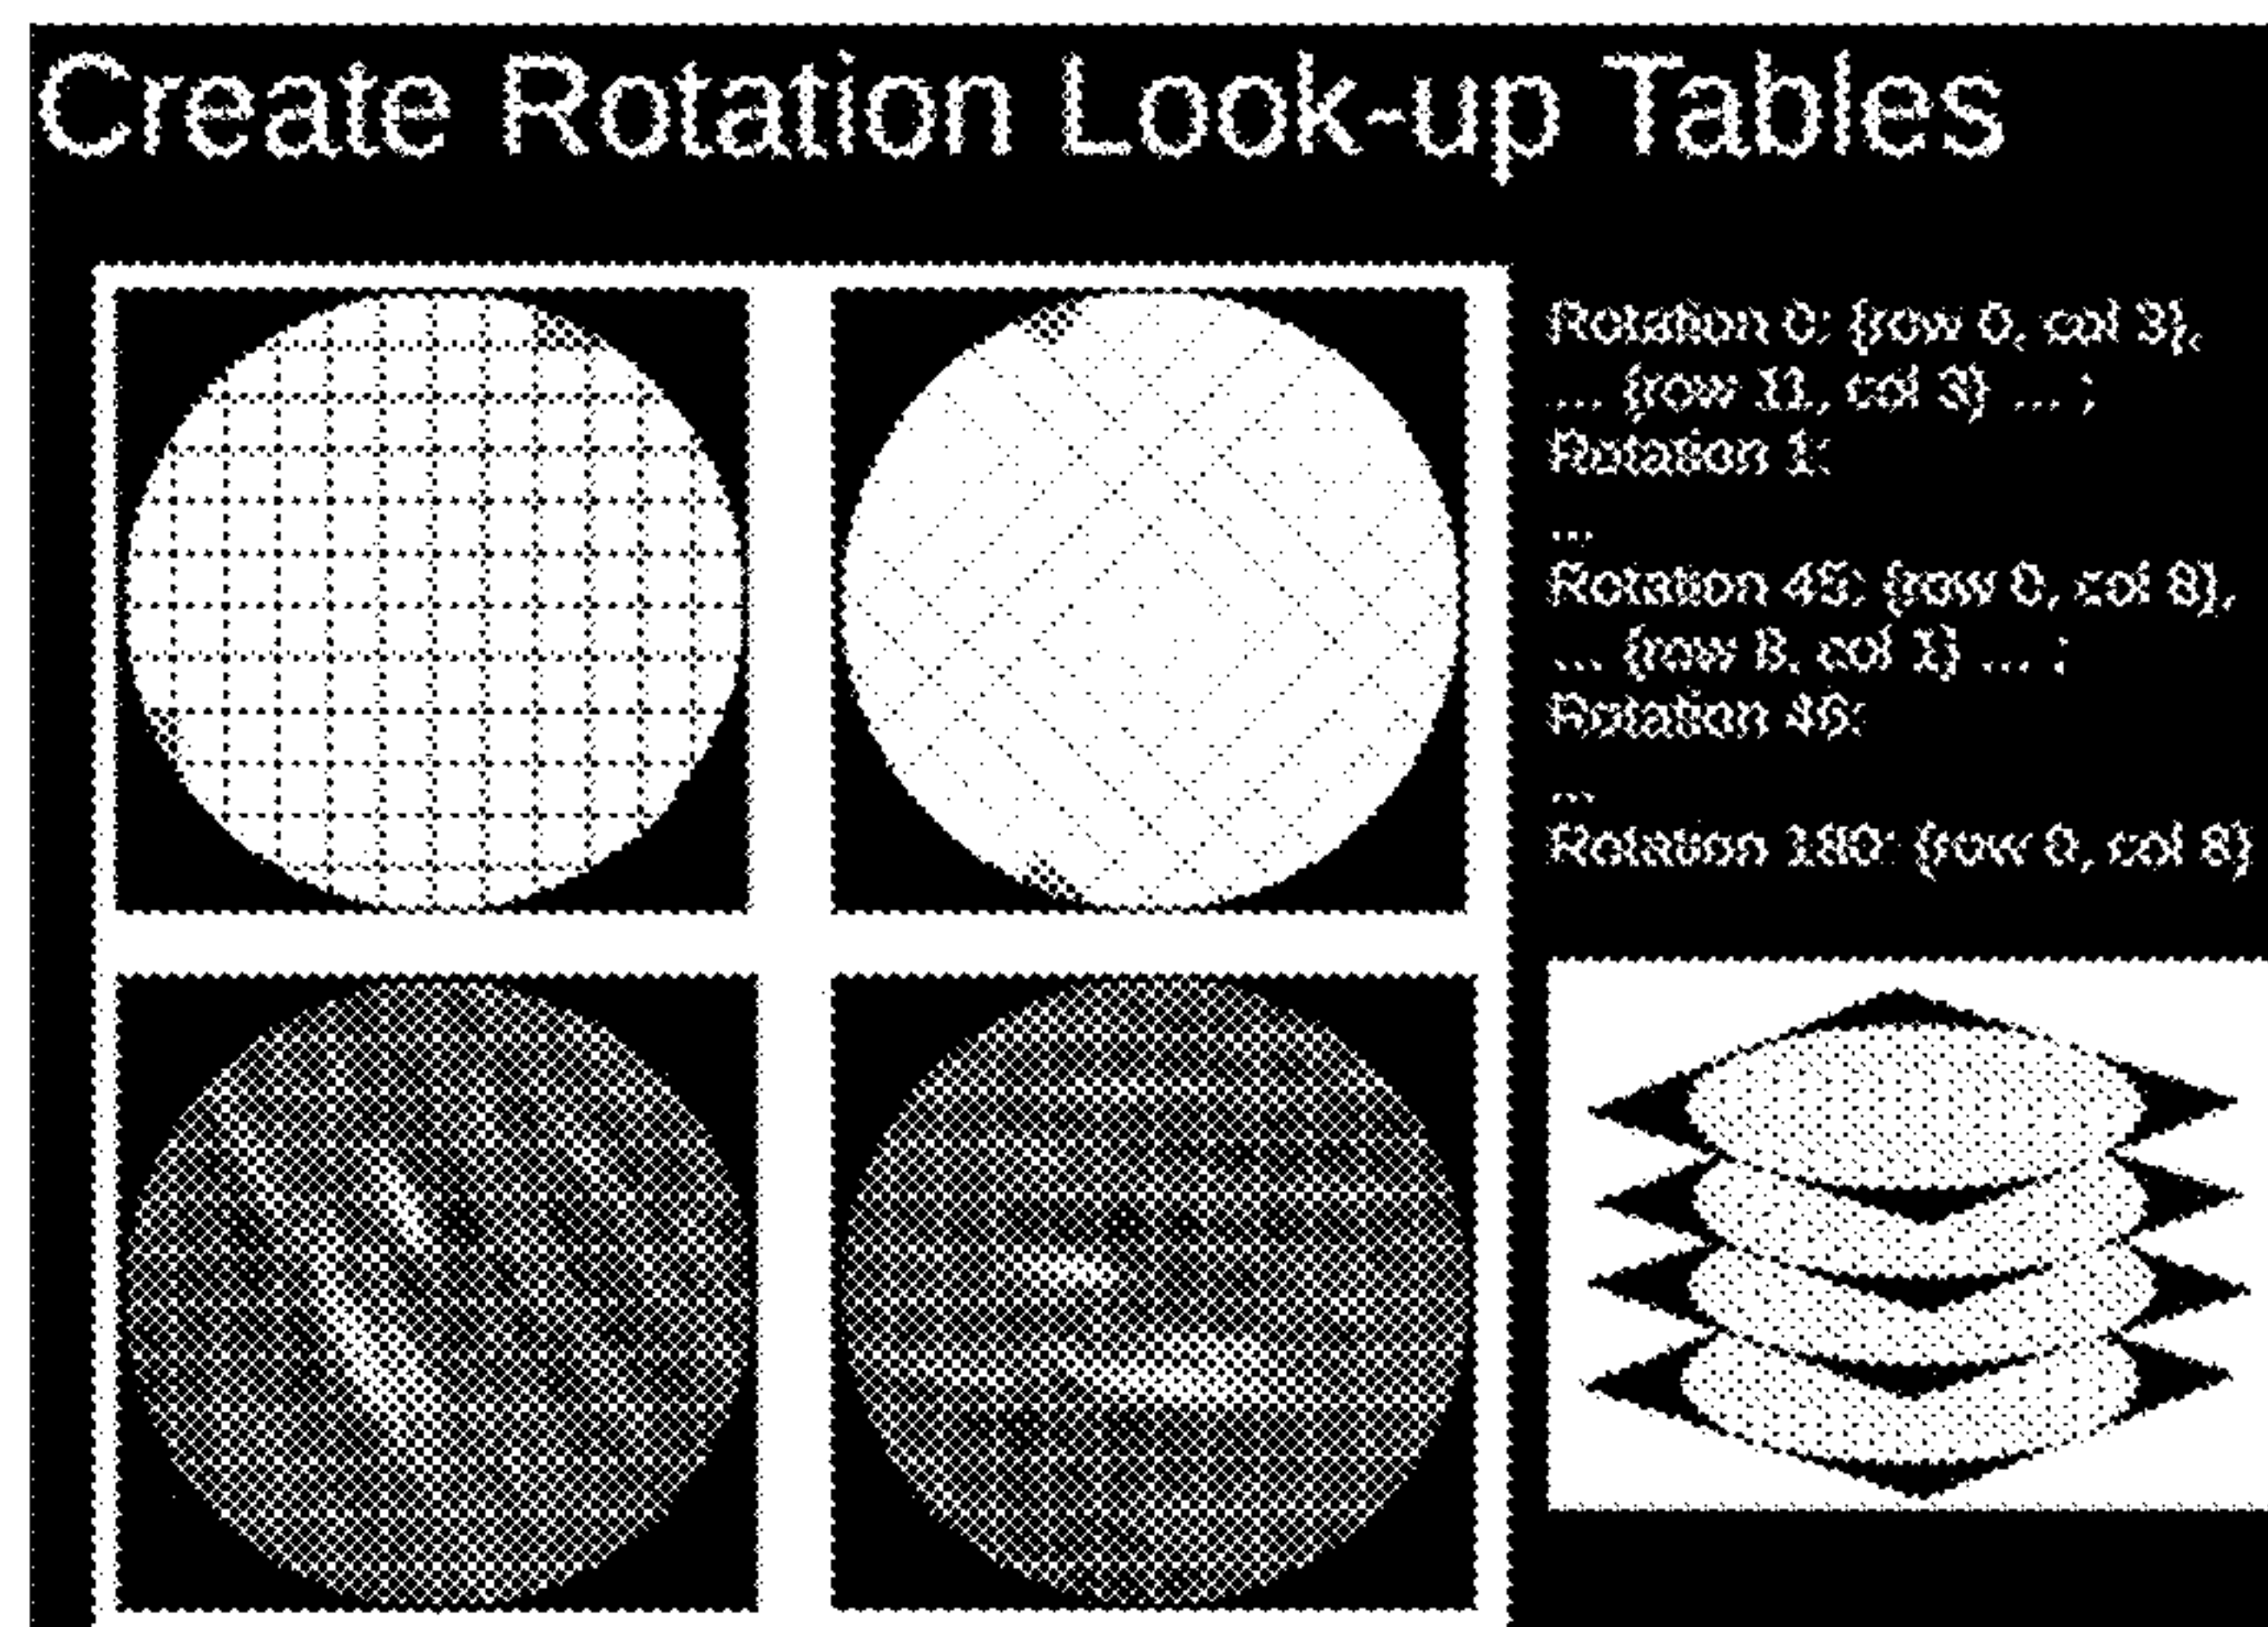 Create Rotation Look-up Tables
Rotation 0: {row 0, col 3},
... {row 11, col 3} ... ;
Rotation 1:
...
Rotation 45: {row 0, col 8},
... {row 8, col 1} ... ;
Rotation 46:
...
Rotation 180: {row 0, col 8}